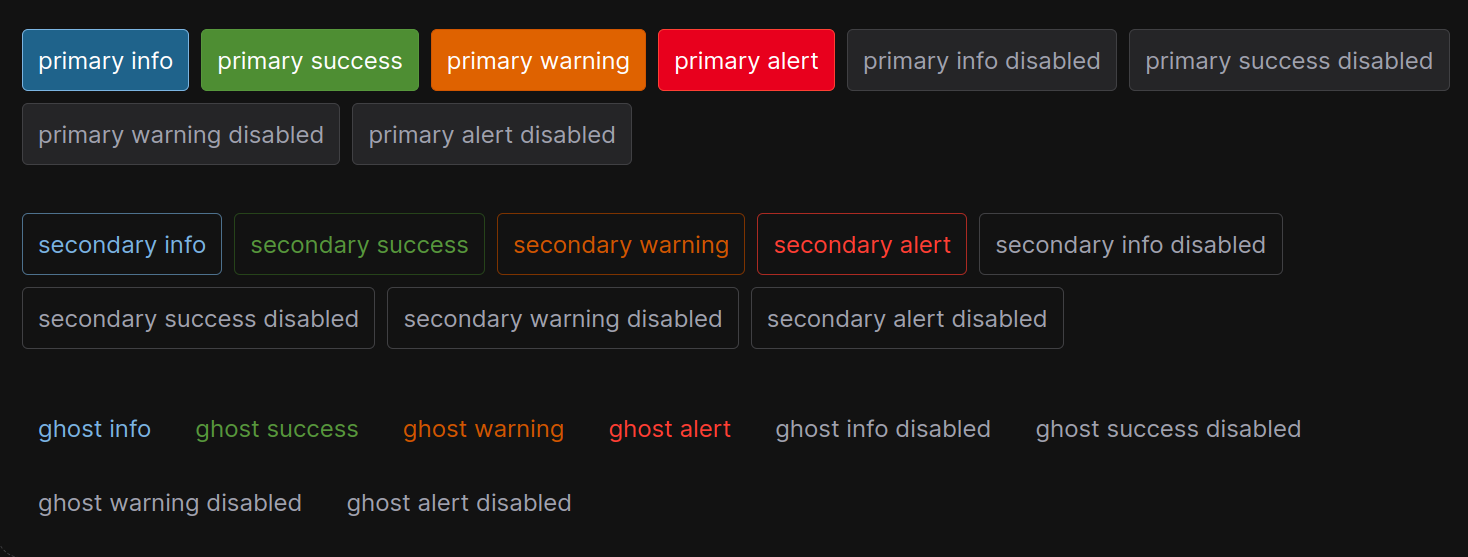 primary info primary success primary warning primary alert primary info disabled primary success disabled
primary warning disabled primary alert disabled
secondary info secondary success secondary warning secondary alert secondary info disabled
secondary success disabled secondary warning disabled secondary alert disabled
ghost info ghost success ghost warning ghost alert ghost info disabled ghost success disabled
ghost warning disabled ghost alert disabled